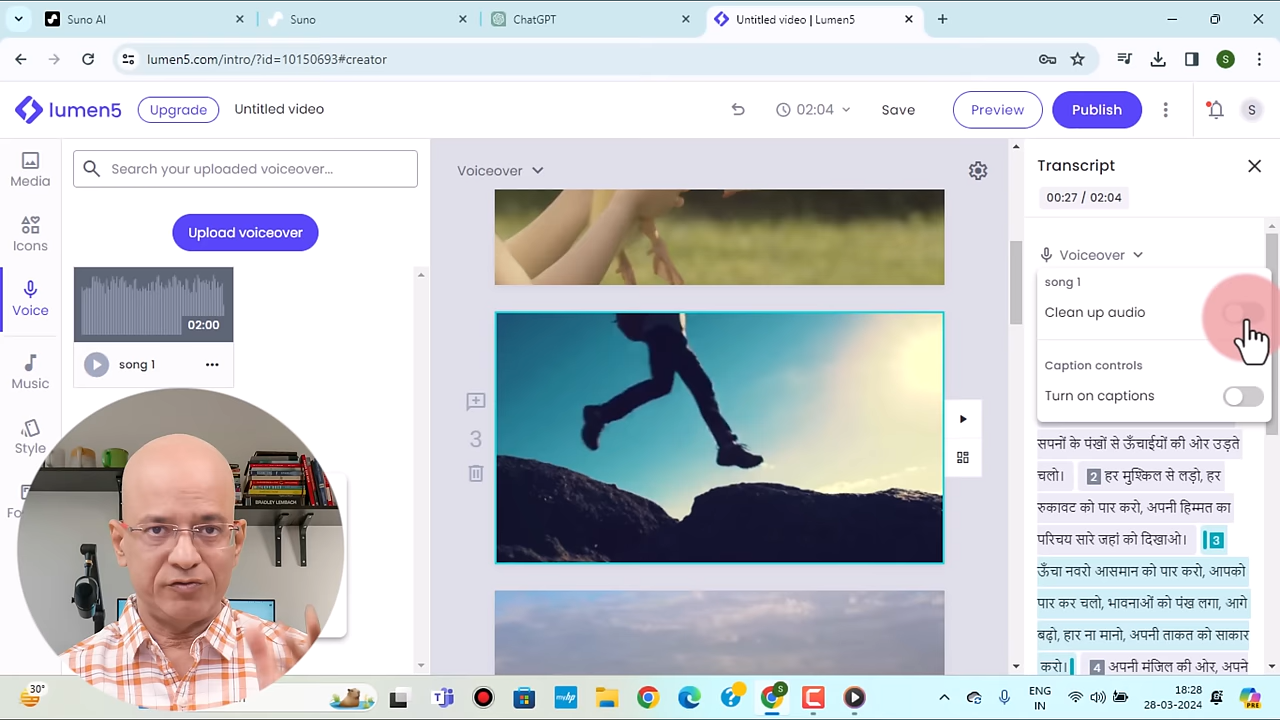 Suno AI
Suno
ChatGPT
Untitled video | Lumen5
lumen5.com/intro/?id=10150693#creator
S
lumen5
Upgrade
Untitled video
02:04
Save
Preview
Publish
S
Media
Icons
Voice
Music
Style
Search your uploaded voiceover...
Upload voiceover
02:00
song 1
Voiceover
3
Transcript
00:27 / 02:04
Voiceover
song 1
Clean up audio
Caption controls
Turn on captions
सपनों के पंखों से ऊँचाईयों की ओर उड़ते
चलो। 2 हर मुश्किल से लड़ो, हर
रुकावट को पार करो, अपनी हिम्मत का
परिचय सारे जहां को दिखाओ। 3
ऊँचा नवरो आसमान को पार करो, आपको
पार कर चलो, भावनाओं को पंख लगा, आगे
बढ़ो, हार ना मानो, अपनी ताकत को साकार
करो। 4 अपनी मंजिल की ओर, अपने
BRADLEY LEMBACH
30°
ENG
IN
18:28
28-03-2024